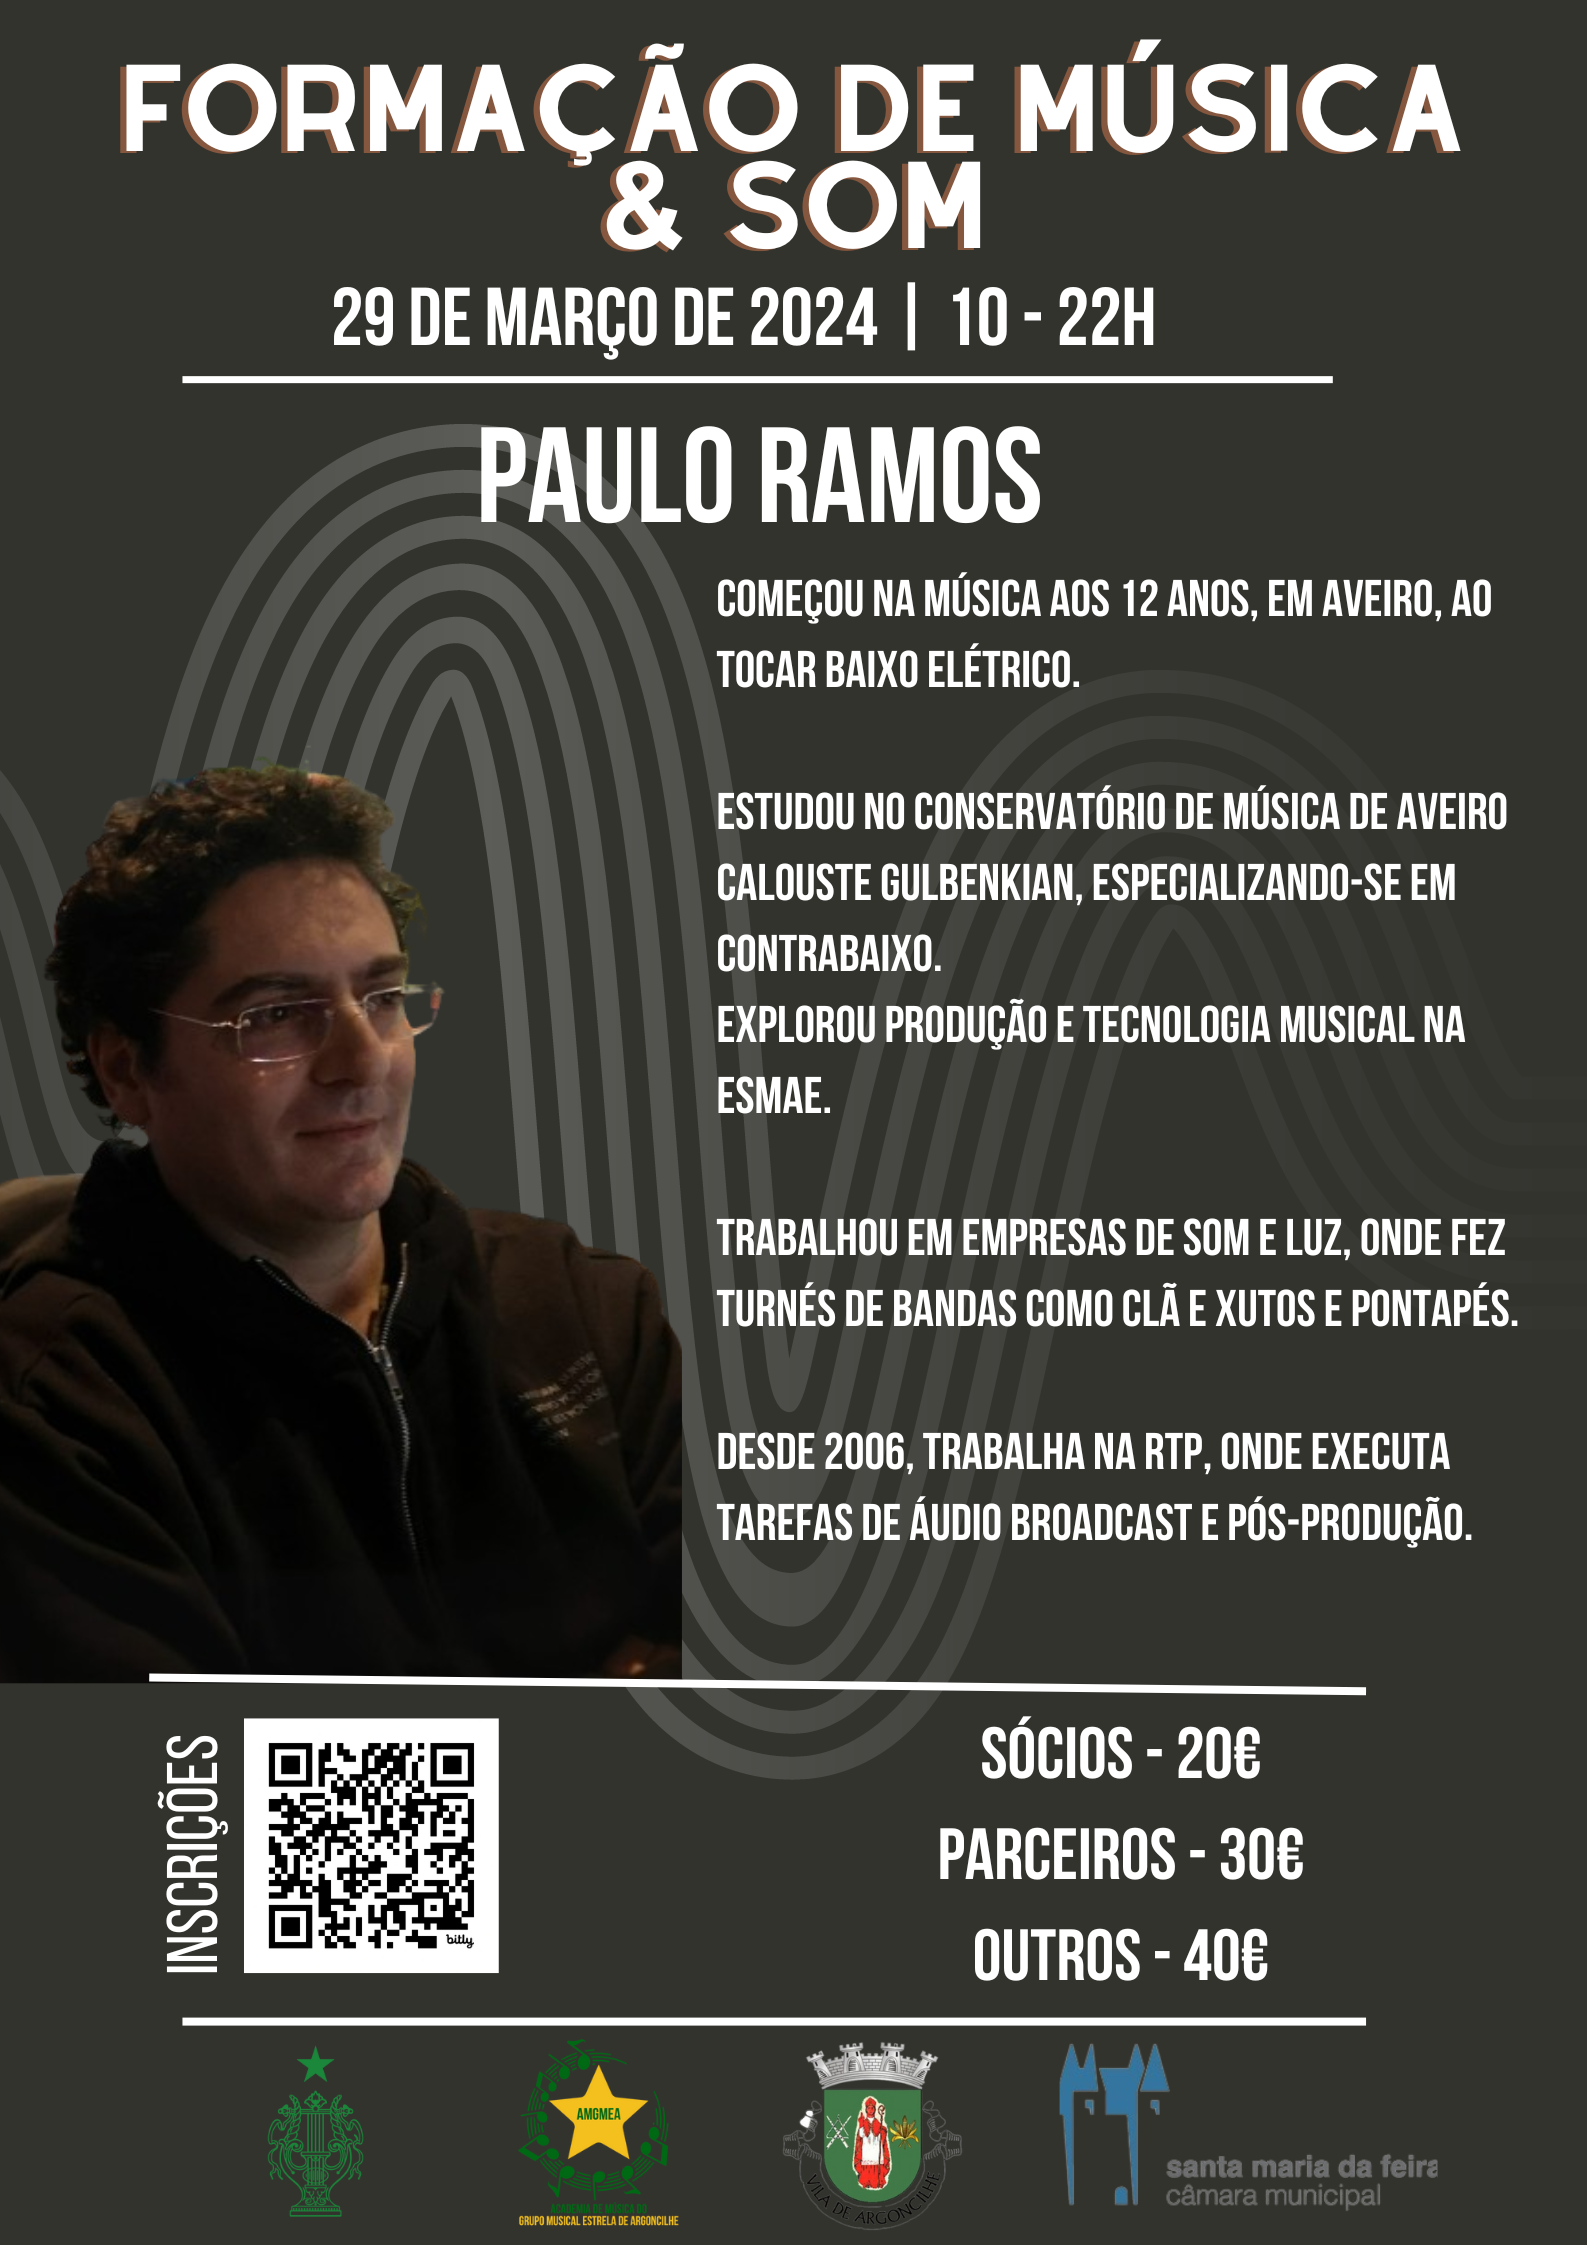 FORMAÇÃO DE MÚSICA
& SOM
29 DE MARÇO DE 2024 | 10 - 22H
PAULO RAMOS
COMEÇOU NA MÚSICA AOS 12 ANOS, EM AVEIRO, AO
TOCAR BAIXO ELÉTRICO.
ESTUDOU NO CONSERVATÓRIO DE MÚSICA DE AVEIRO
CALOUSTE GULBENKIAN, ESPECIALIZANDO-SE EM
CONTRABAIXO.
EXPLOROU PRODUÇÃO E TECNOLOGIA MUSICAL NA
ESMAE.
TRABALHOU EM EMPRESAS DE SOM E LUZ, ONDE FEZ
TURNÉS DE BANDAS COMO CLÃ E XUTOS E PONTAPÉS.
DESDE 2006, TRABALHA NA RTP, ONDE EXECUTA
TAREFAS DE ÁUDIO BROADCAST E PÓS-PRODUÇÃO.
INSCRIÇÕES
bitly
SÓCIOS - 20€
PARCEIROS - 30€
OUTROS - 40€
AMGMEA
ACADEMIA DE MÚSICA DO
GRUPO MUSICAL ESTRELA DE ARGONCILHE
VILA DE ARGONCILHE
santa maria da feira
câmara municipal